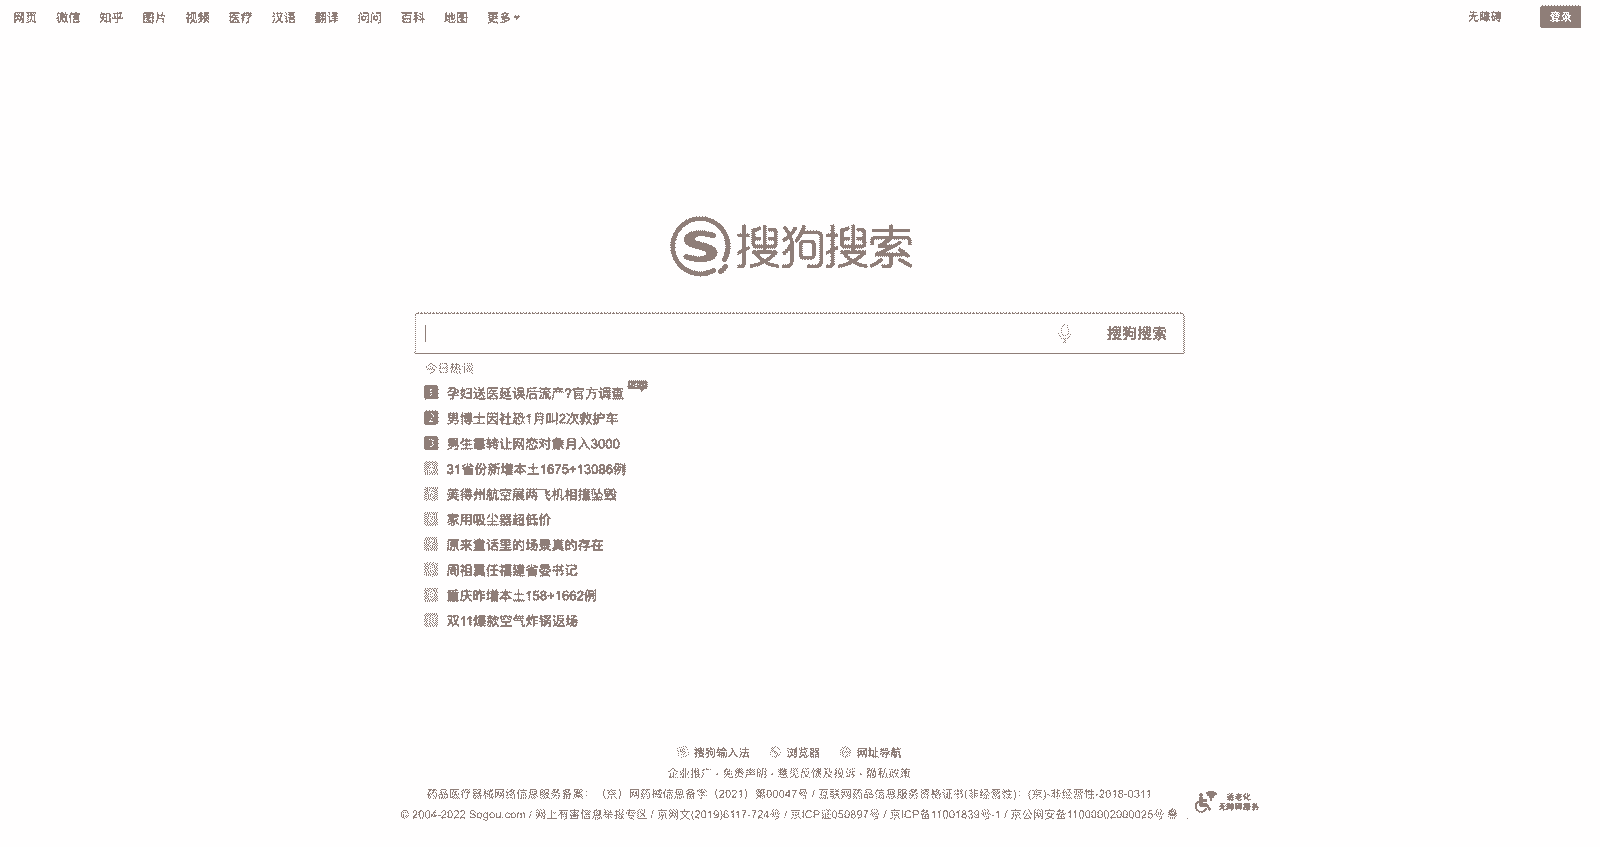 网页 微信 知乎 图片 视频 医疗 汉语 翻译 问问 百科 地图 更多
无障碍 登录
搜狗搜索
搜狗搜索
今日热词
1 孕妇送医延误后流产?官方调查
2 男博士因社恐1月叫2次救护车
3 男生靠转让网恋对象月入3000
31省份新增本土1675+13086例
美得州航空展两飞机相撞坠毁
家用吸尘器超低价
原来童话里的场景真的存在
周祖翼任福建省委书记
重庆昨增本土158+1662例
双11爆款空气炸锅返场
搜狗输入法 浏览器 网址导航
企业推广 - 免责声明 - 意见反馈及投诉 - 隐私政策
药品医疗器械网络信息服务备案：（京）网药械信息备字（2021）第00047号 / 互联网药品信息服务资格证书(非经营性)：(京)-非经营性-2018-0311
© 2004-2022 Sogou.com / 网上有害信息举报专区 / 京网文(2019)6117-724号 / 京ICP证050897号 / 京ICP备11001839号-1 / 京公网安备11000002000025号
适老化
无障碍服务